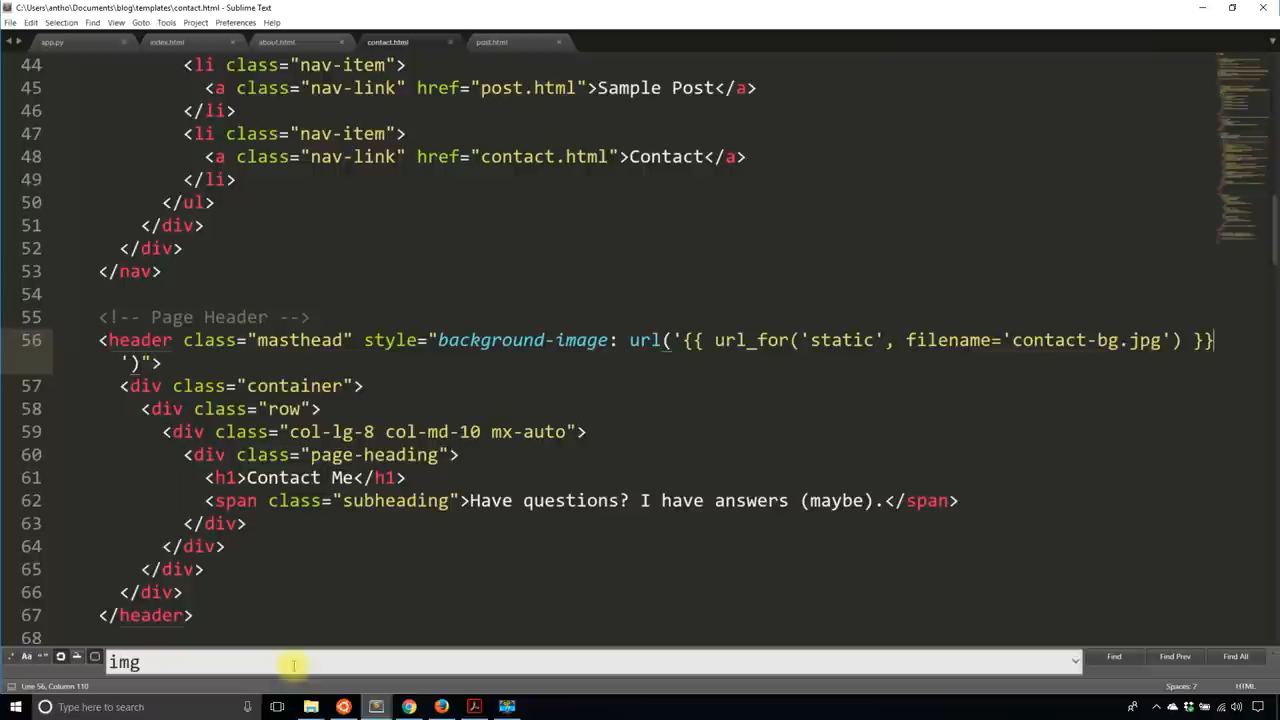 C:\Users\antho\Documents\blog\templates\contact.html - Sublime Text
File Edit Selection Find View Goto Tools Project Preferences Help
app.py index.html about.html contact.html post.html
44 <li class="nav-item">
45 <a class="nav-link" href="post.html">Sample Post</a>
46 </li>
47 <li class="nav-item">
48 <a class="nav-link" href="contact.html">Contact</a>
49 </li>
50 </ul>
51 </div>
52 </div>
53 </nav>
54
55 <!-- Page Header -->
56 <header class="masthead" style="background-image: url('{{ url_for('static', filename='contact-bg.jpg') }}
')">
57 <div class="container">
58 <div class="row">
59 <div class="col-lg-8 col-md-10 mx-auto">
60 <div class="page-heading">
61 <h1>Contact Me</h1>
62 <span class="subheading">Have questions? I have answers (maybe).</span>
63 </div>
64 </div>
65 </div>
66 </div>
67 </header>
68
.* Aa “” img Find Find Prev Find All
Line 56, Column 110 Spaces: 7 HTML
Type here to search